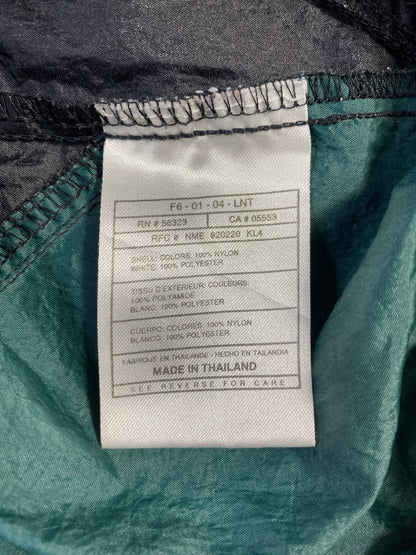 F6 - 01 - 04 - LNT
RN # 56323 CA # 05553
RFO # NME 920220 KL4
SHELL: COLORS, 100% NYLON
WHITE, 100% POLYESTER
TISSU D'EXTERIEUR: COULEURS;
100% POLYAMIDE
BLANC, 100% POLYESTER
CUERPO: COLORES, 100% NYLON
BLANCO, 100% POLYESTER
FABRIQUE EN THAILANDE - HECHO EN TAILANDIA
MADE IN THAILAND
SEE REVERSE FOR CARE